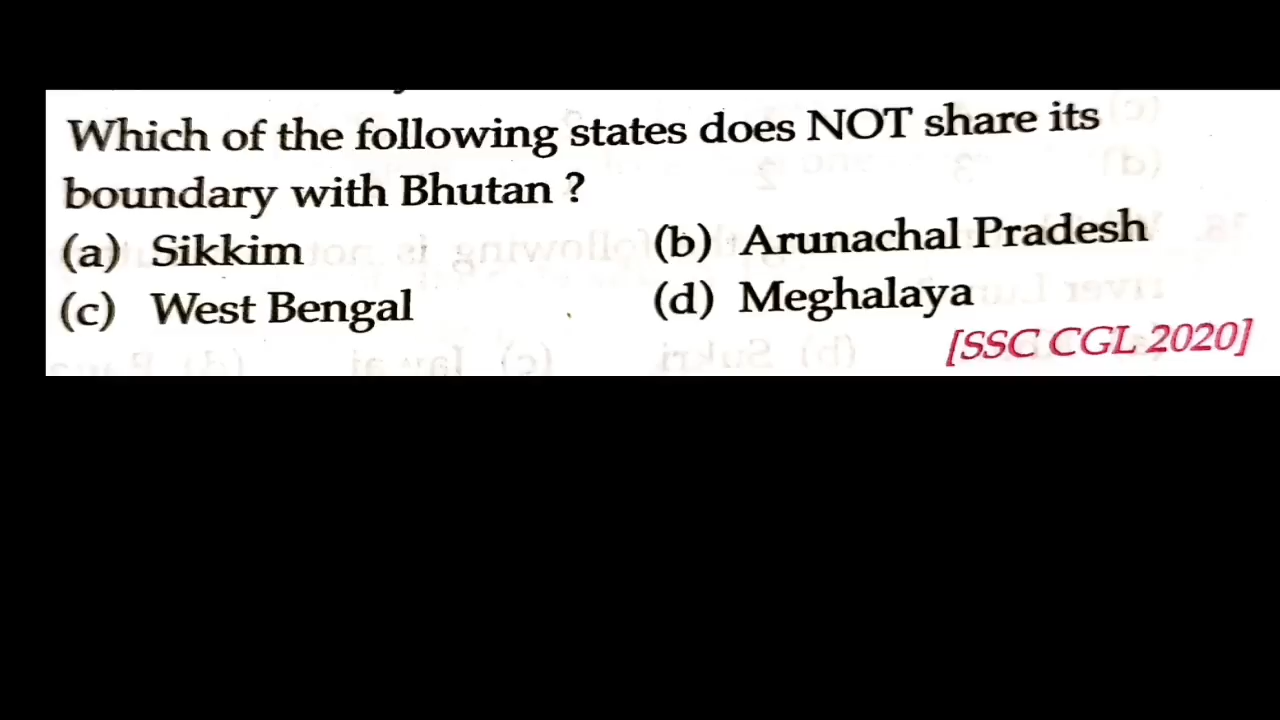 Which of the following states does NOT share its
boundary with Bhutan ?
(a) Sikkim (b) Arunachal Pradesh
(c) West Bengal (d) Meghalaya
[SSC CGL 2020]